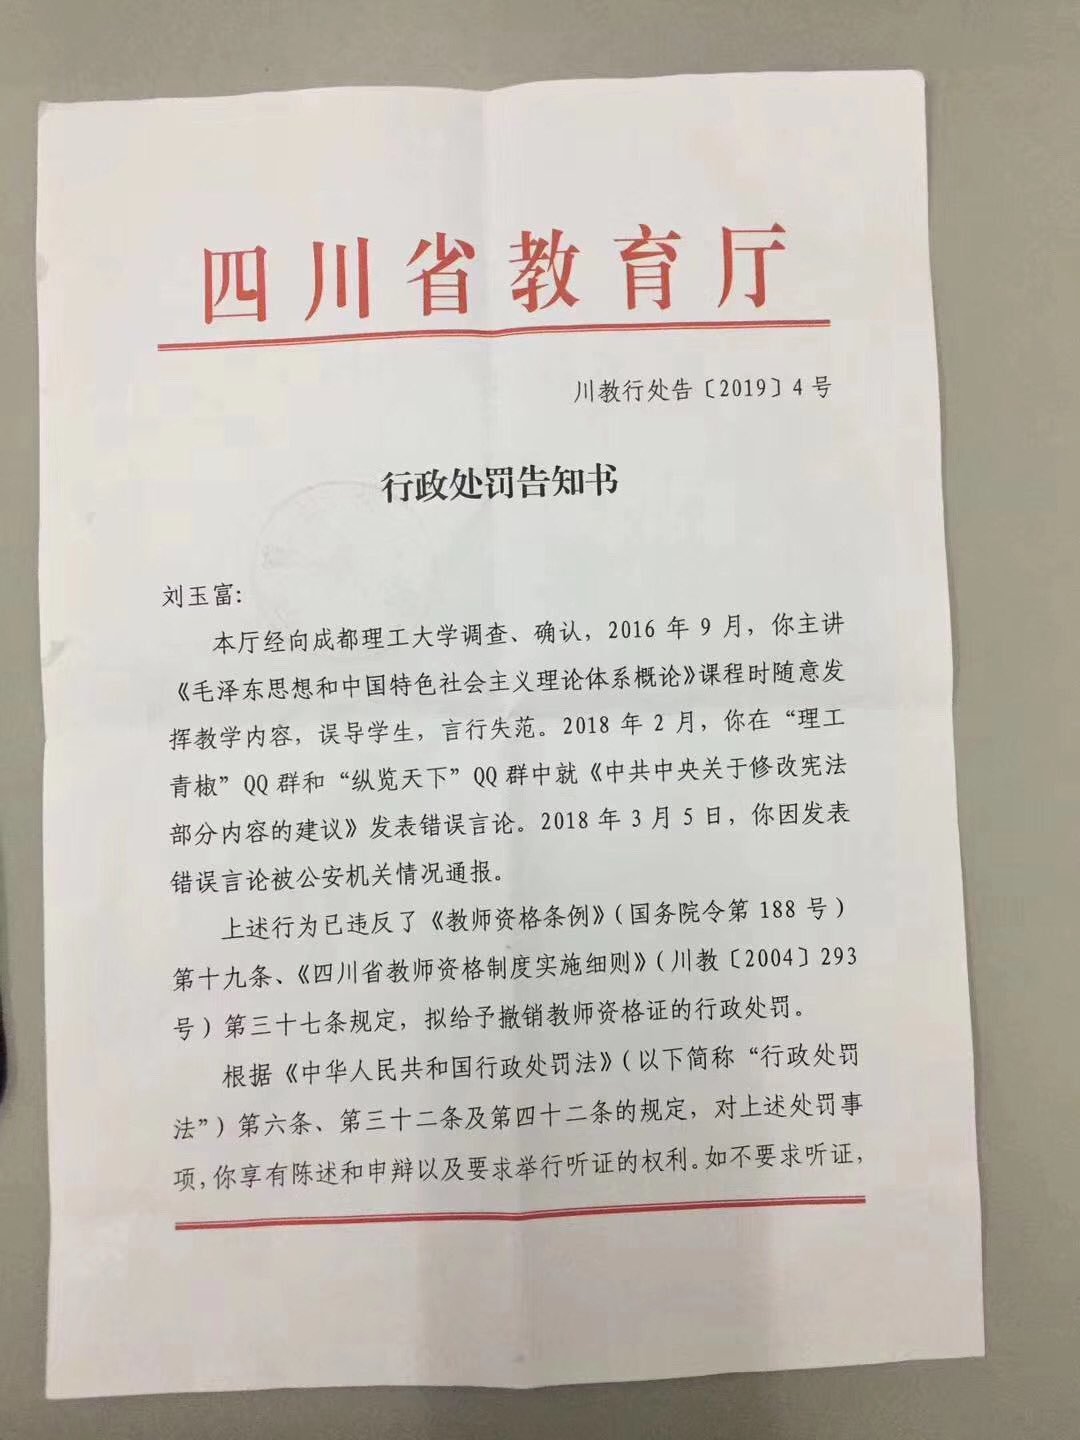 四川省教育厅
川教行处告〔2019〕4号
行政处罚告知书
刘玉富：
本厅经向成都理工大学调查、确认，2016年9月，你主讲
《毛泽东思想和中国特色社会主义理论体系概论》课程时随意发
挥教学内容，误导学生，言行失范。2018年2月，你在“理工
青椒”QQ群和“纵览天下”QQ群中就《中共中央关于修改宪法
部分内容的建议》发表错误言论。2018年3月5日，你因发表
错误言论被公安机关情况通报。
上述行为已违反了《教师资格条例》（国务院令第188号）
第十九条、《四川省教师资格制度实施细则》（川教〔2004〕293
号）第三十七条规定，拟给予撤销教师资格证的行政处罚。
根据《中华人民共和国行政处罚法》（以下简称“行政处罚
法”）第六条、第三十二条及第四十二条的规定，对上述处罚事
项，你享有陈述和申辩以及要求举行听证的权利。如不要求听证，